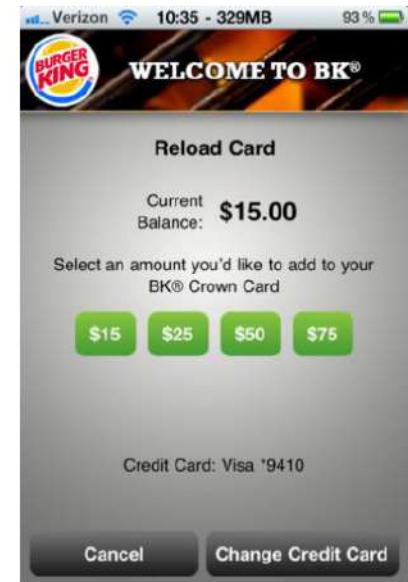 Verizon 10:35 - 329MB 93 %
BURGER
KING
WELCOME TO BK®
Reload Card
Current
Balance: $15.00
Select an amount you'd like to add to your
BK® Crown Card
$15 $25 $50 $75
Credit Card: Visa *9410
Cancel Change Credit Card